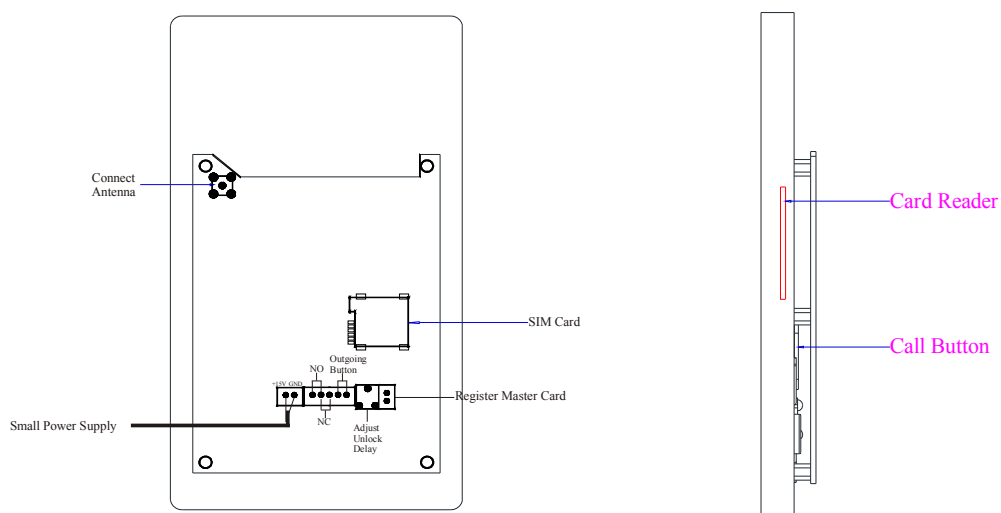 Connect
Antenna
SIM Card
Outgoing
Button
NO
+15V GND
NC
Register Master Card
Adjust
Unlock
Delay
Small Power Supply
Card Reader
Call Button